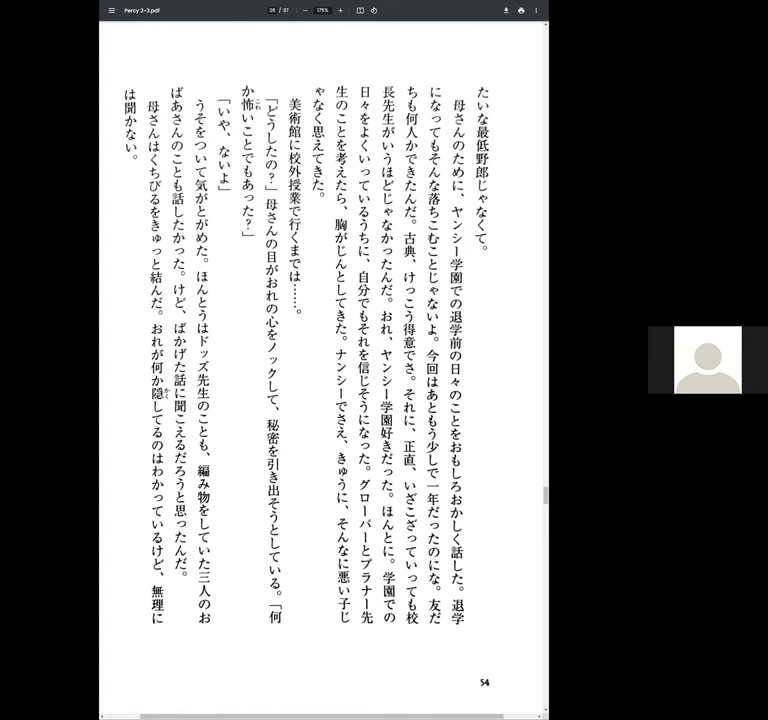 Percy 2-3.pdf
26 / 37
175%
たいな最低野郎じゃなくて。
母さんのために、ヤンシー学園での退学前の日々のことをおもしろおかしく話した。退学
になってもそんな落ちこむことじゃないよ。今回はあともう少しで一年だったのにな。友だ
ちも何人かできたんだ。古典、けっこう得意でさ。それに、正直、いざこざっていっても校
長先生がいうほどじゃなかったんだ。おれ、ヤンシー学園好きだった。ほんとに。学園での
日々をよくいっているうちに、自分でもそれを信じそうになった。グローバーとブラナー先
生のことを考えたら、胸がじんとしてきた。ナンシーでさえ、きゅうに、そんなに悪い子じ
ゃなく思えてきた。
美術館に校外授業で行くまでは……。
「どうしたの？」母さんの目がおれの心をノックして、秘密を引き出そうとしている。「何
か怖いことでもあった？」
こわ
「いや、ないよ」
うそをついて気がとがめた。ほんとうはドッズ先生のことも、編み物をしていた三人のお
ばあさんのことも話したかった。けど、ばかげた話に聞こえるだろうと思ったんだ。
母さんはくちびるをきゅっと結んだ。おれが何か隠してるのはわかっているけど、無理に
かく
は聞かない。
54